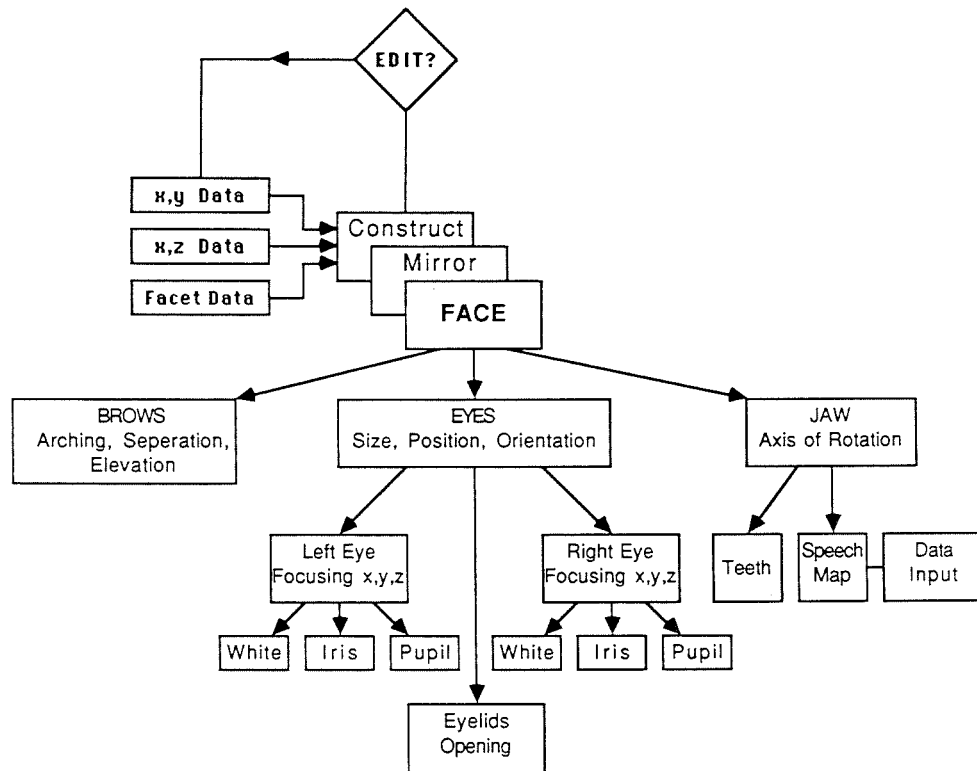 EDIT?
x,y Data
x,z Data
Facet Data
Construct
Mirror
FACE
BROWS
Arching, Seperation,
Elevation
EYES
Size, Position, Orientation
JAW
Axis of Rotation
Left Eye
Focusing x,y,z
Right Eye
Focusing x,y,z
Teeth
Speech
Map
Data
Input
White
Iris
Pupil
White
Iris
Pupil
Eyelids
Opening